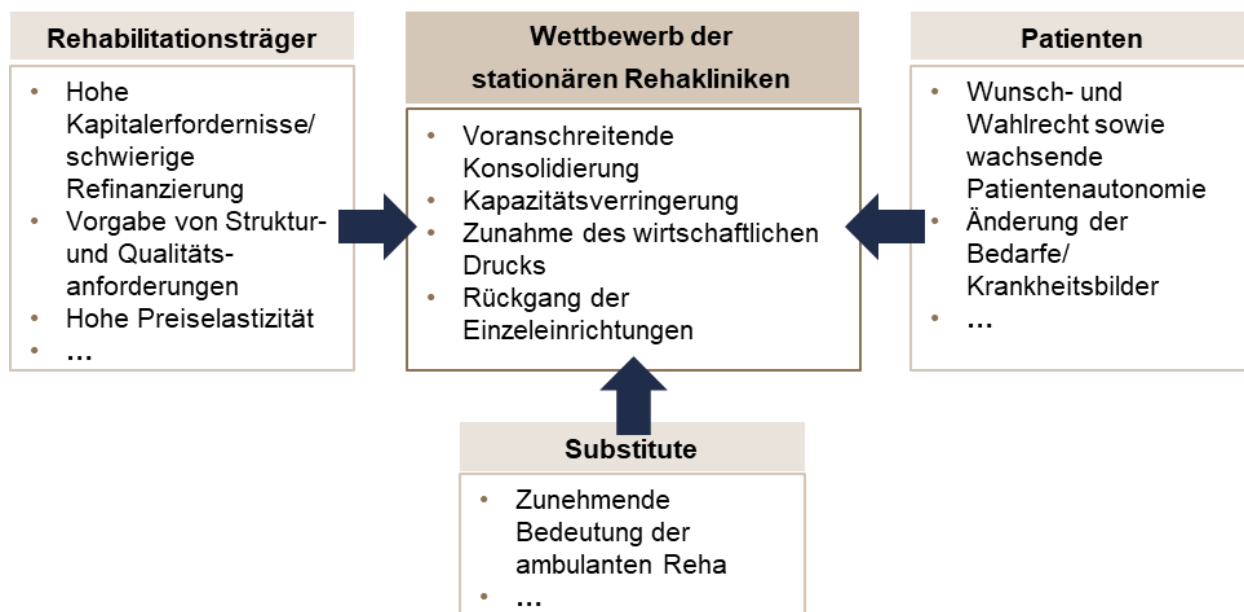 Rehabilitationsträger
• Hohe
Kapitalerfordernisse/
schwierige
Refinanzierung
• Vorgabe von Struktur-
und Qualitäts-
anforderungen
• Hohe Preiselastizität
• ...
Wettbewerb der
stationären Rehakliniken
• Voranschreitende
Konsolidierung
• Kapazitätsverringerung
• Zunahme des wirtschaftlichen
Drucks
• Rückgang der
Einzeleinrichtungen
Patienten
• Wunsch- und
Wahlrecht sowie
wachsende
Patientenautonomie
• Änderung der
Bedarfe/
Krankheitsbilder
• ...
Substitute
• Zunehmende
Bedeutung der
ambulanten Reha
• ...